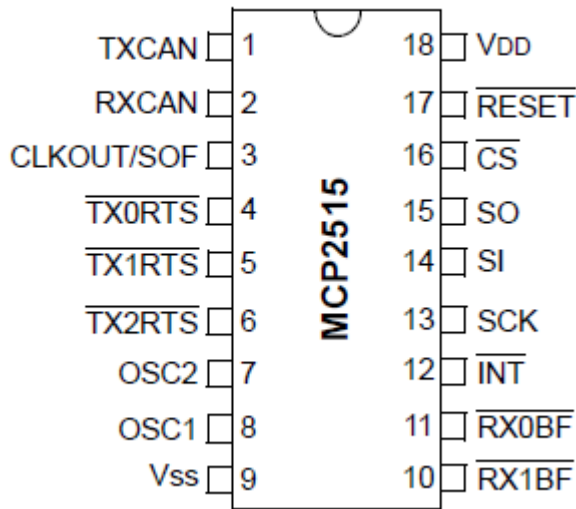 TXCAN 1 18 VDD
RXCAN 2 17 RESET
CLKOUT/SOF 3 16 CS
TX0RTS 4 15 SO
TX1RTS 5 14 SI
TX2RTS 6 13 SCK
OSC2 7 12 INT
OSC1 8 11 RX0BF
Vss 9 10 RX1BF
MCP2515